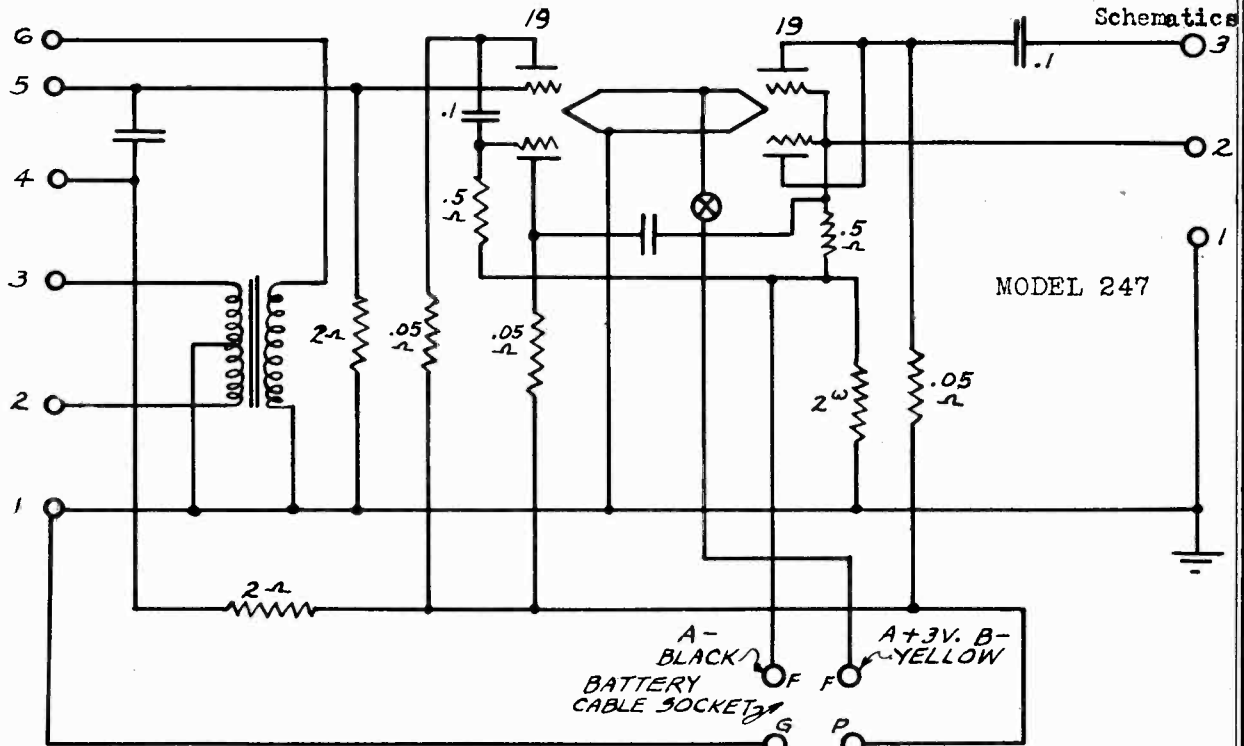 Schematics
19
19
6
5
4
3
2
1
.1
.1
3
2
1
.5
Ω
.5
Ω
2Ω
.05
Ω
.05
Ω
2ω
.05
Ω
MODEL 247
2Ω
A-
BLACK
A+3V. B-
YELLOW
F
F
BATTERY
CABLE SOCKET
G
P